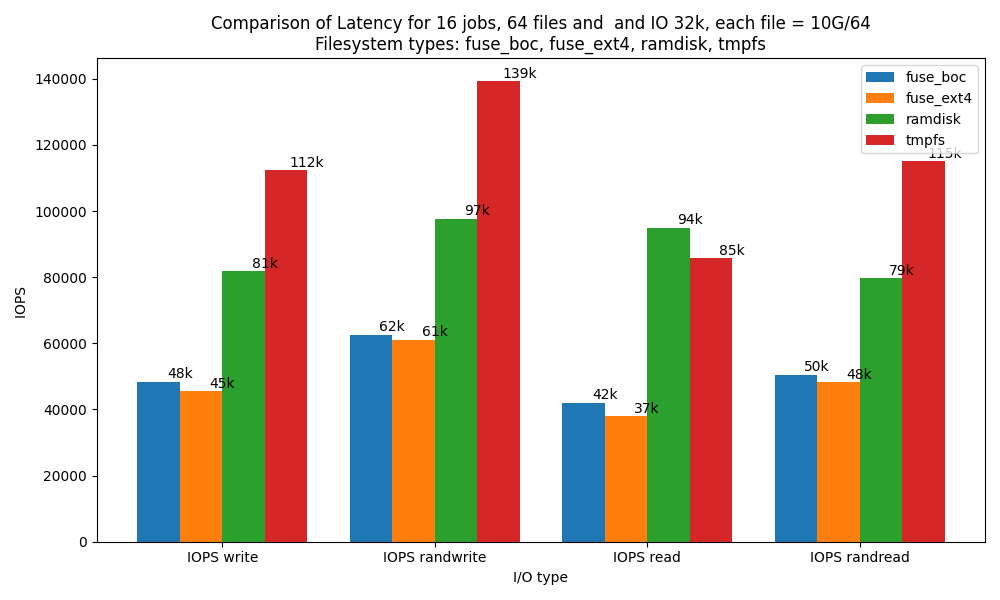 Comparison of Latency for 16 jobs, 64 files and  and IO 32k, each file = 10G/64
Filesystem types: fuse_boc, fuse_ext4, ramdisk, tmpfs
fuse_boc
fuse_ext4
ramdisk
tmpfs
IOPS
140000
120000
100000
80000
60000
40000
20000
0
48k
45k
81k
112k
62k
61k
97k
139k
42k
37k
94k
85k
50k
48k
79k
115k
IOPS write
IOPS randwrite
IOPS read
IOPS randread
I/O type